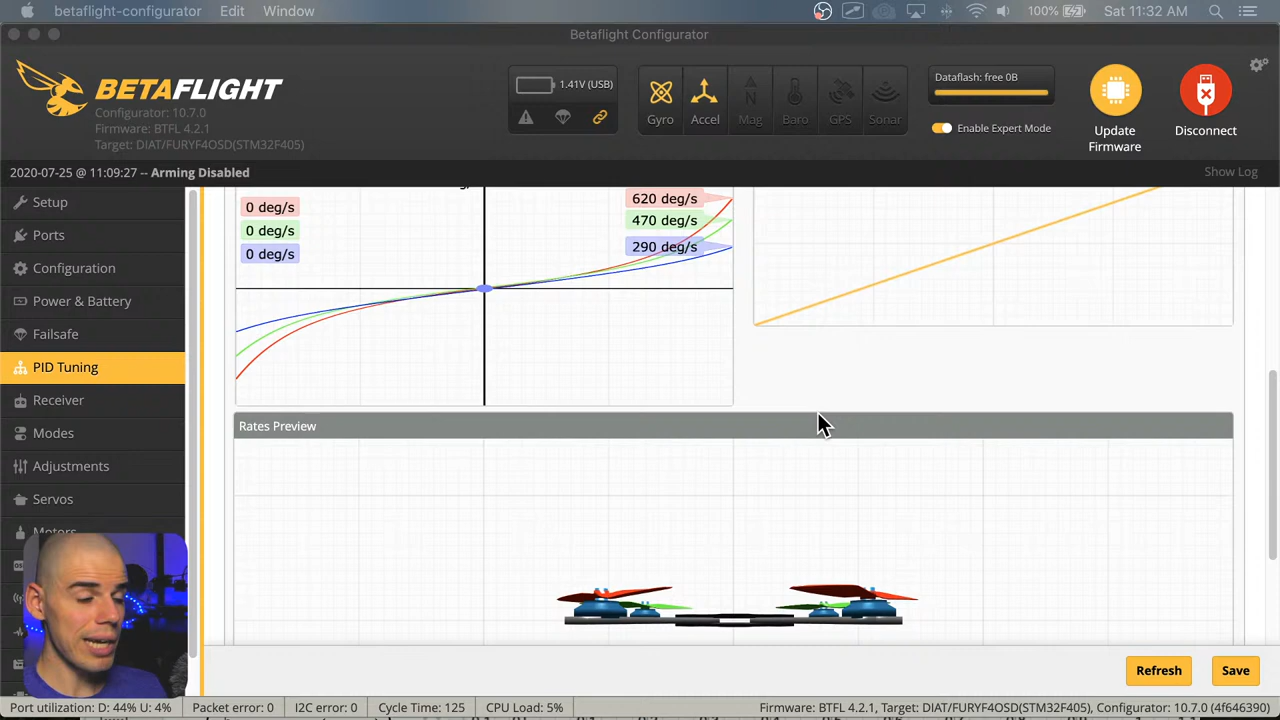 betaflight-configurator Edit Window
100% Sat 11:32 AM
Betaflight Configurator
BETAFLIGHT
Configurator: 10.7.0
Firmware: BTFL 4.2.1
Target: DIAT/FURYF4OSD(STM32F405)
1.41V (USB)
Gyro Accel Mag Baro GPS Sonar
Dataflash: free 0B
Enable Expert Mode
Update
Firmware
Disconnect
2020-07-25 @ 11:09:27 -- Arming Disabled
Show Log
Setup
Ports
Configuration
Power & Battery
Failsafe
PID Tuning
Receiver
Modes
Adjustments
Servos
Motors
0 deg/s
0 deg/s
0 deg/s
620 deg/s
470 deg/s
290 deg/s
Rates Preview
Refresh Save
Port utilization: D: 44% U: 4% Packet error: 0 I2C error: 0 Cycle Time: 125 CPU Load: 5% Firmware: BTFL 4.2.1, Target: DIAT/FURYF4OSD(STM32F405), Configurator: 10.7.0 (4f646390)